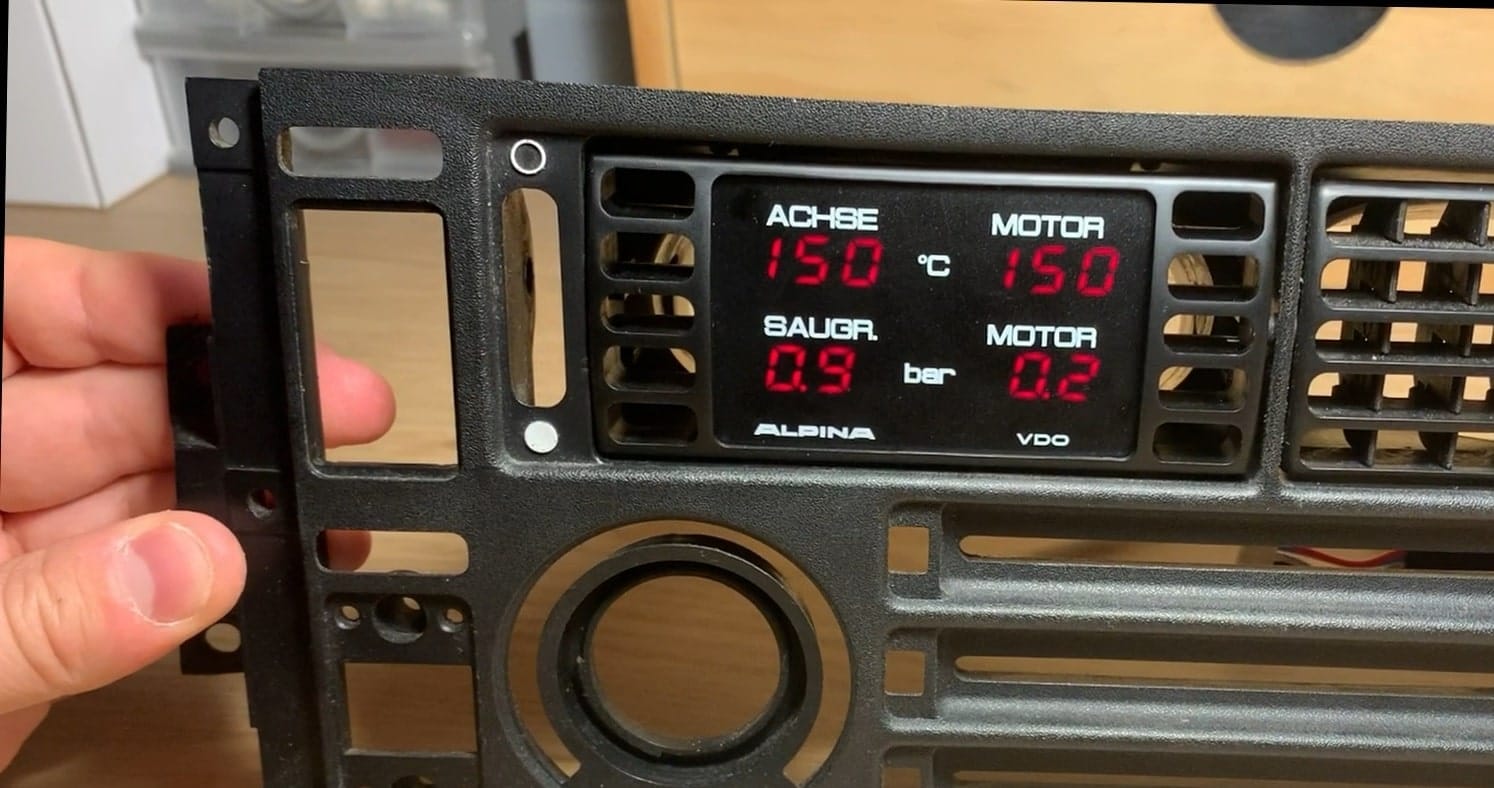 ACHSE MOTOR
150 °C 150
SAUGR. MOTOR
0.9 bar 0.2
ALPINA VDO